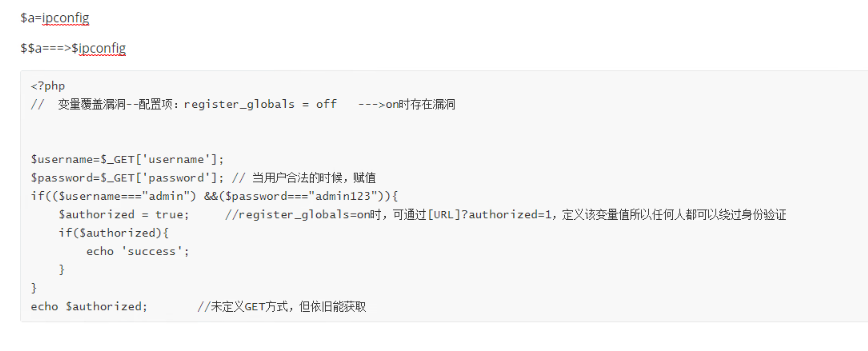 $a=ipconfig
$$a===>$ipconfig
<?php
//  变量覆盖漏洞--配置项：register_globals = off   --->on时存在漏洞
$username=$_GET['username'];
$password=$_GET['password']; // 当用户合法的时候，赋值
if(($username==="admin") &&($password==="admin123")){
    $authorized = true;     //register_globals=on时，可通过[URL]?authorized=1，定义该变量值所以任何人都可以绕过身份验证
    if($authorized){
        echo 'success';
    }
}
echo $authorized;       //未定义GET方式，但依旧能获取